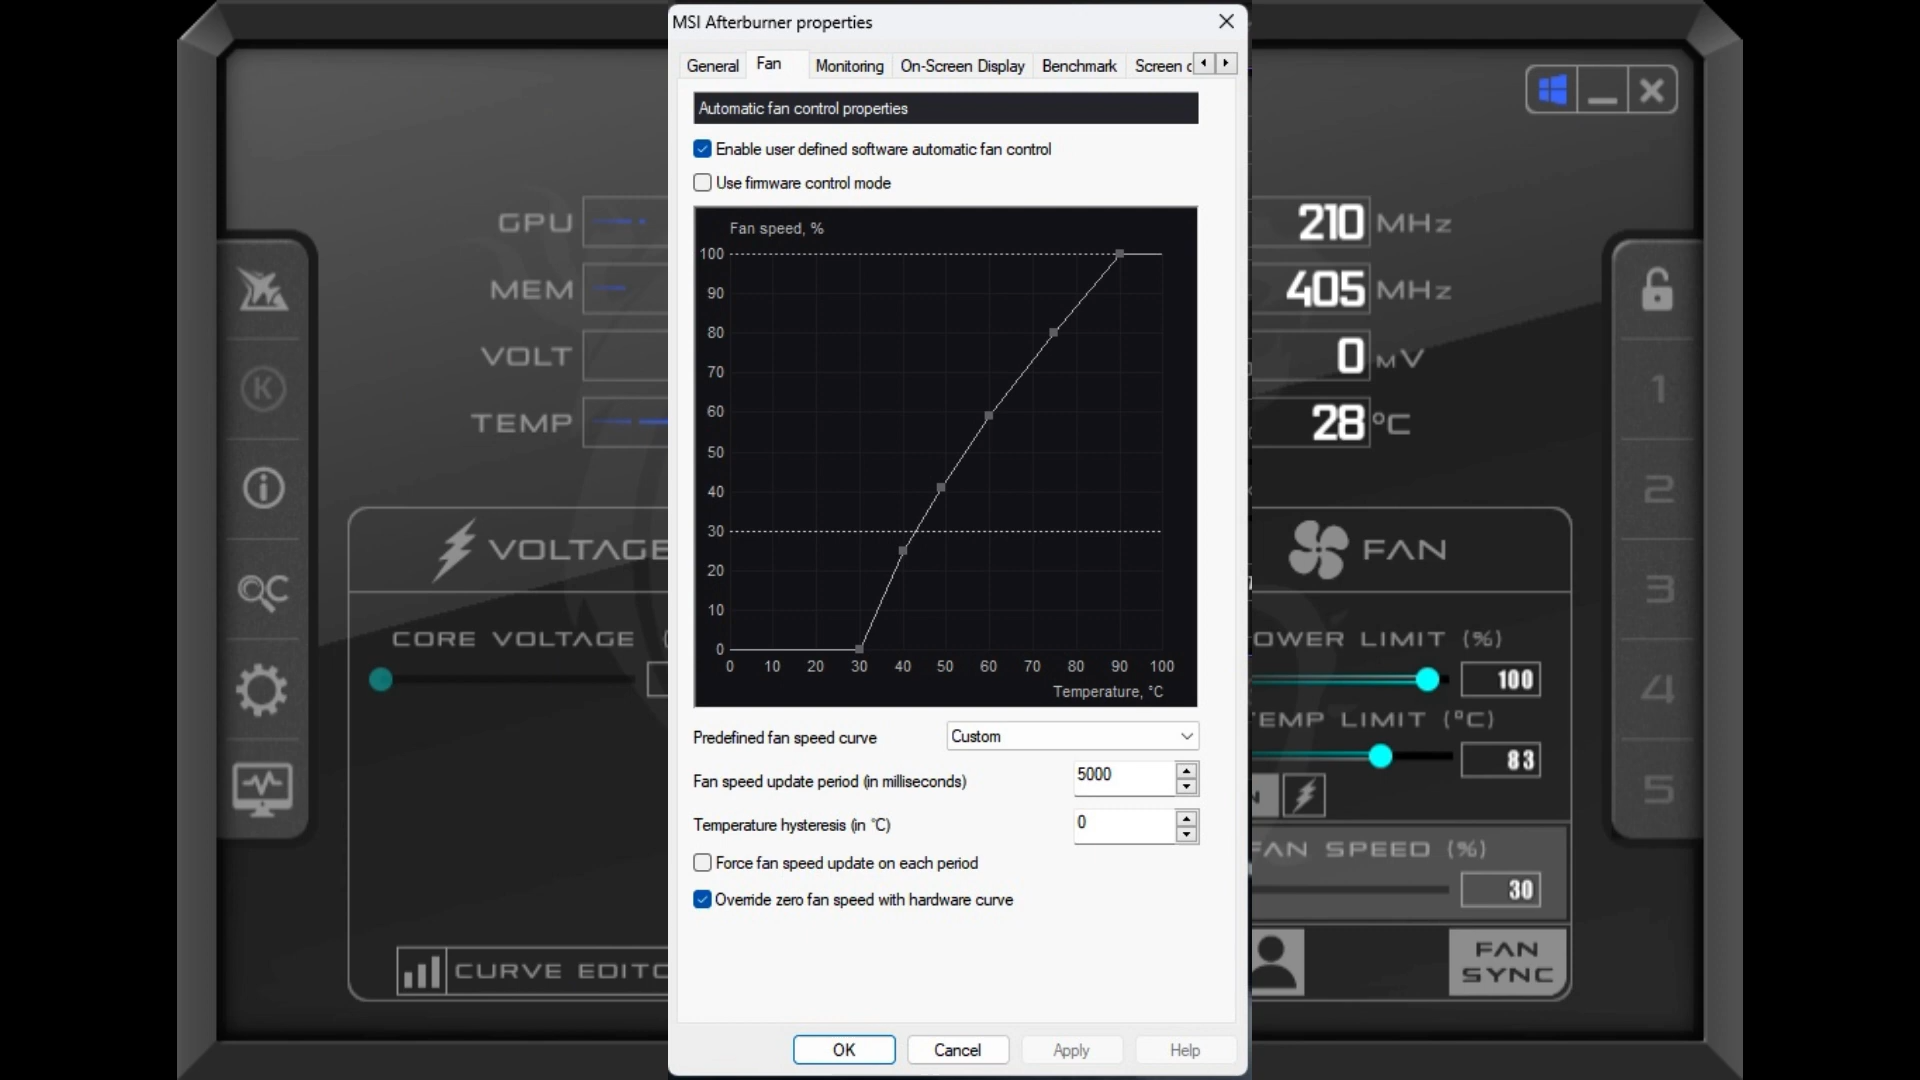 MSI Afterburner properties
General
Fan
Monitoring
On-Screen Display
Benchmark
Screen c
Automatic fan control properties
Enable user defined software automatic fan control
Use firmware control mode
Fan speed, %
100
90
80
70
60
50
40
30
20
10
0
0 10 20 30 40 50 60 70 80 90 100
Temperature, °C
Predefined fan speed curve
Custom
Fan speed update period (in milliseconds)
5000
Temperature hysteresis (in °C)
0
Force fan speed update on each period
Override zero fan speed with hardware curve
OK
Cancel
Apply
Help
GPU
210 MHz
MEM
405 MHz
VOLT
0 mV
TEMP
28 °C
K
VOLTAGE
CORE VOLTAGE (
CURVE EDITO
FAN
OWER LIMIT (%)
100
EMP LIMIT (°C)
83
FAN SPEED (%)
30
FAN
SYNC
1
2
3
4
5